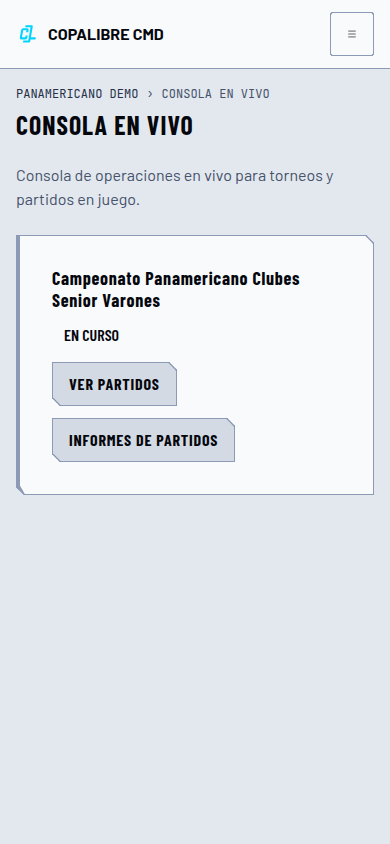 COPALIBRE CMD
PANAMERICANO DEMO › CONSOLA EN VIVO
CONSOLA EN VIVO
Consola de operaciones en vivo para torneos y
partidos en juego.
Campeonato Panamericano Clubes
Senior Varones
EN CURSO
VER PARTIDOS
INFORMES DE PARTIDOS